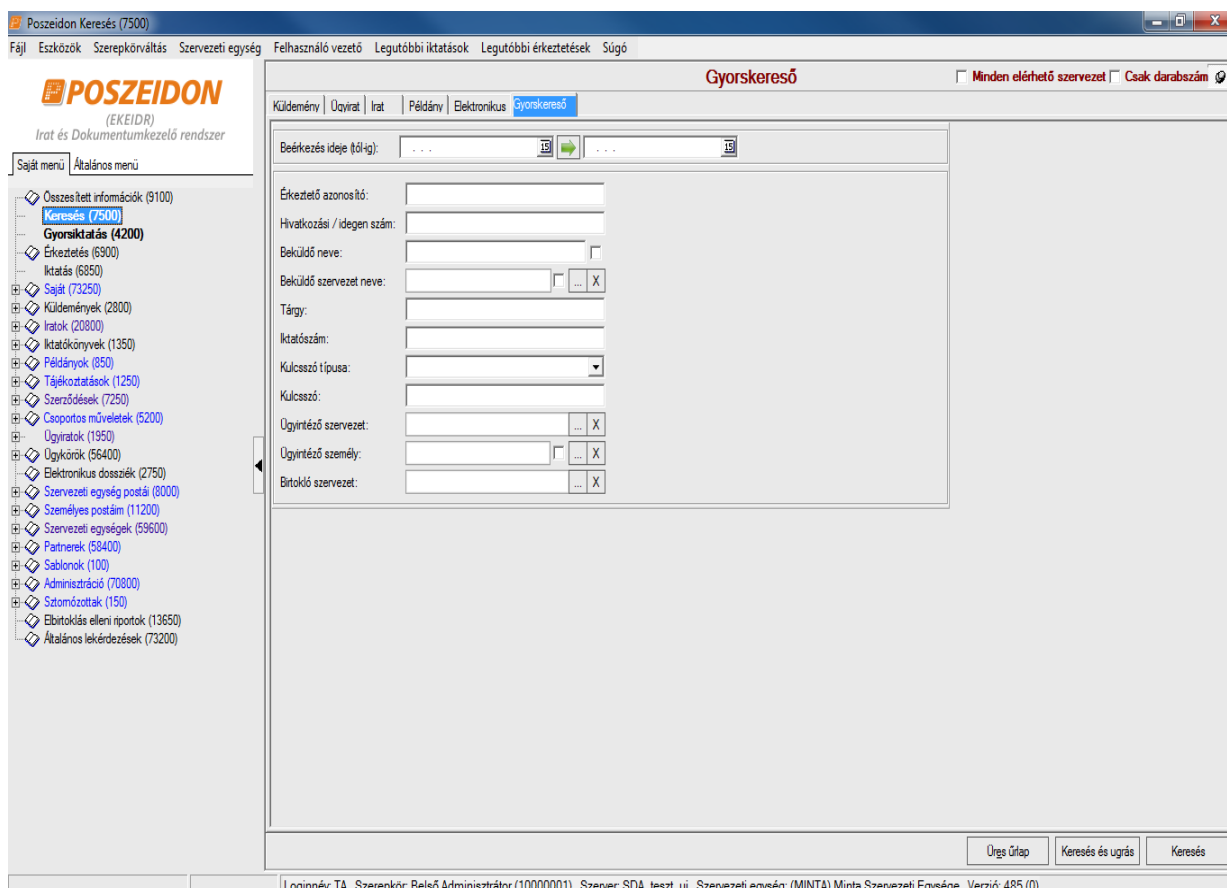 Poszeidon Keresés (7500)
Fájl Eszközök Szerepkörváltás Szervezeti egység Felhasználó vezető Legutóbbi iktatások Legutóbbi érkeztetések Súgó
POSZEIDON
(EKEIDR)
Irat és Dokumentumkezelő rendszer
Saját menü Általános menü
Összesített információk (9100)
Keresés (7500)
Gyorsiktatás (4200)
Érkeztetés (6900)
Iktatás (6850)
Saját (73250)
Küldemények (2800)
Iratok (20800)
Iktatókönyvek (1350)
Példányok (850)
Tájékoztatások (1250)
Szerződések (7250)
Csoportos műveletek (5200)
Ügyiratok (1950)
Ügykörök (56400)
Elektronikus dossziék (2750)
Szervezeti egység postái (8000)
Személyes postáim (11200)
Szervezeti egységek (59600)
Partnerek (58400)
Sablonok (100)
Adminisztráció (70800)
Sztornózottak (150)
Elbirtoklás elleni riportok (13650)
Általános lekérdezések (73200)
Gyorskereső
Minden elérhető szervezet Csak darabszám
Küldemény Ügyirat Irat Példány Elektronikus Gyorskereső
Beérkezés ideje (tól-ig): . . . 15 . . . 15
Érkeztető azonosító:
Hivatkozási / idegen szám:
Beküldő neve:
Beküldő szervezet neve: ... X
Tárgy:
Iktatószám:
Kulcsszó típusa:
Kulcsszó:
Ügyintéző szervezet: ... X
Ügyintéző személy: ... X
Birtokló szervezet: ... X
Üres űrlap Keresés és ugrás Keresés
Loginnév: TA Szerepkör: Belső Adminisztrátor (10000001) Szerver: SDA_teszt_uj Szervezeti egység: (MINTA) Minta Szervezeti Egysége Verzió: 485 (0)